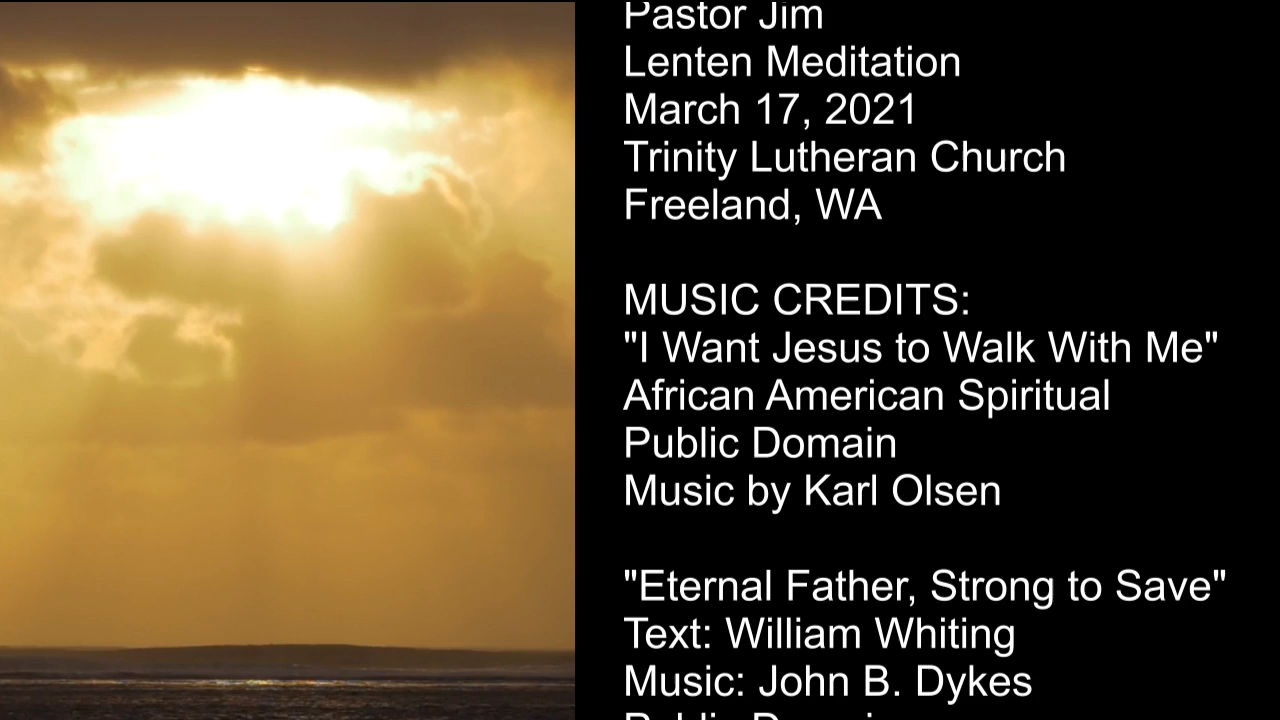 Pastor Jim
Lenten Meditation
March 17, 2021
Trinity Lutheran Church
Freeland, WA
MUSIC CREDITS:
"I Want Jesus to Walk With Me"
African American Spiritual
Public Domain
Music by Karl Olsen
"Eternal Father, Strong to Save"
Text: William Whiting
Music: John B. Dykes
Public Domain